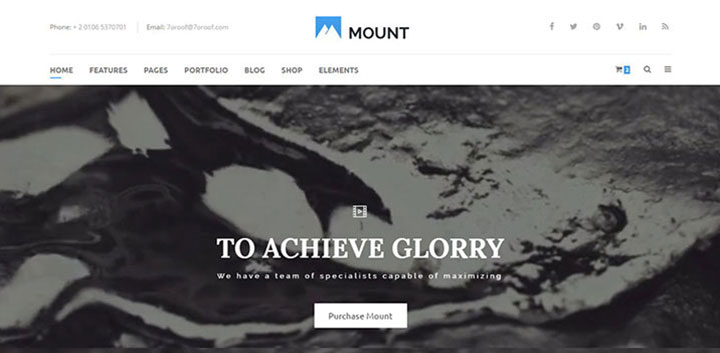 Phone: + 2 0106 5370701
Email: 7oroof@7oroof.com
MOUNT
HOME FEATURES PAGES PORTFOLIO BLOG SHOP ELEMENTS
TO ACHIEVE GLORRY
We have a team of specialists capable of maximizing
Purchase Mount